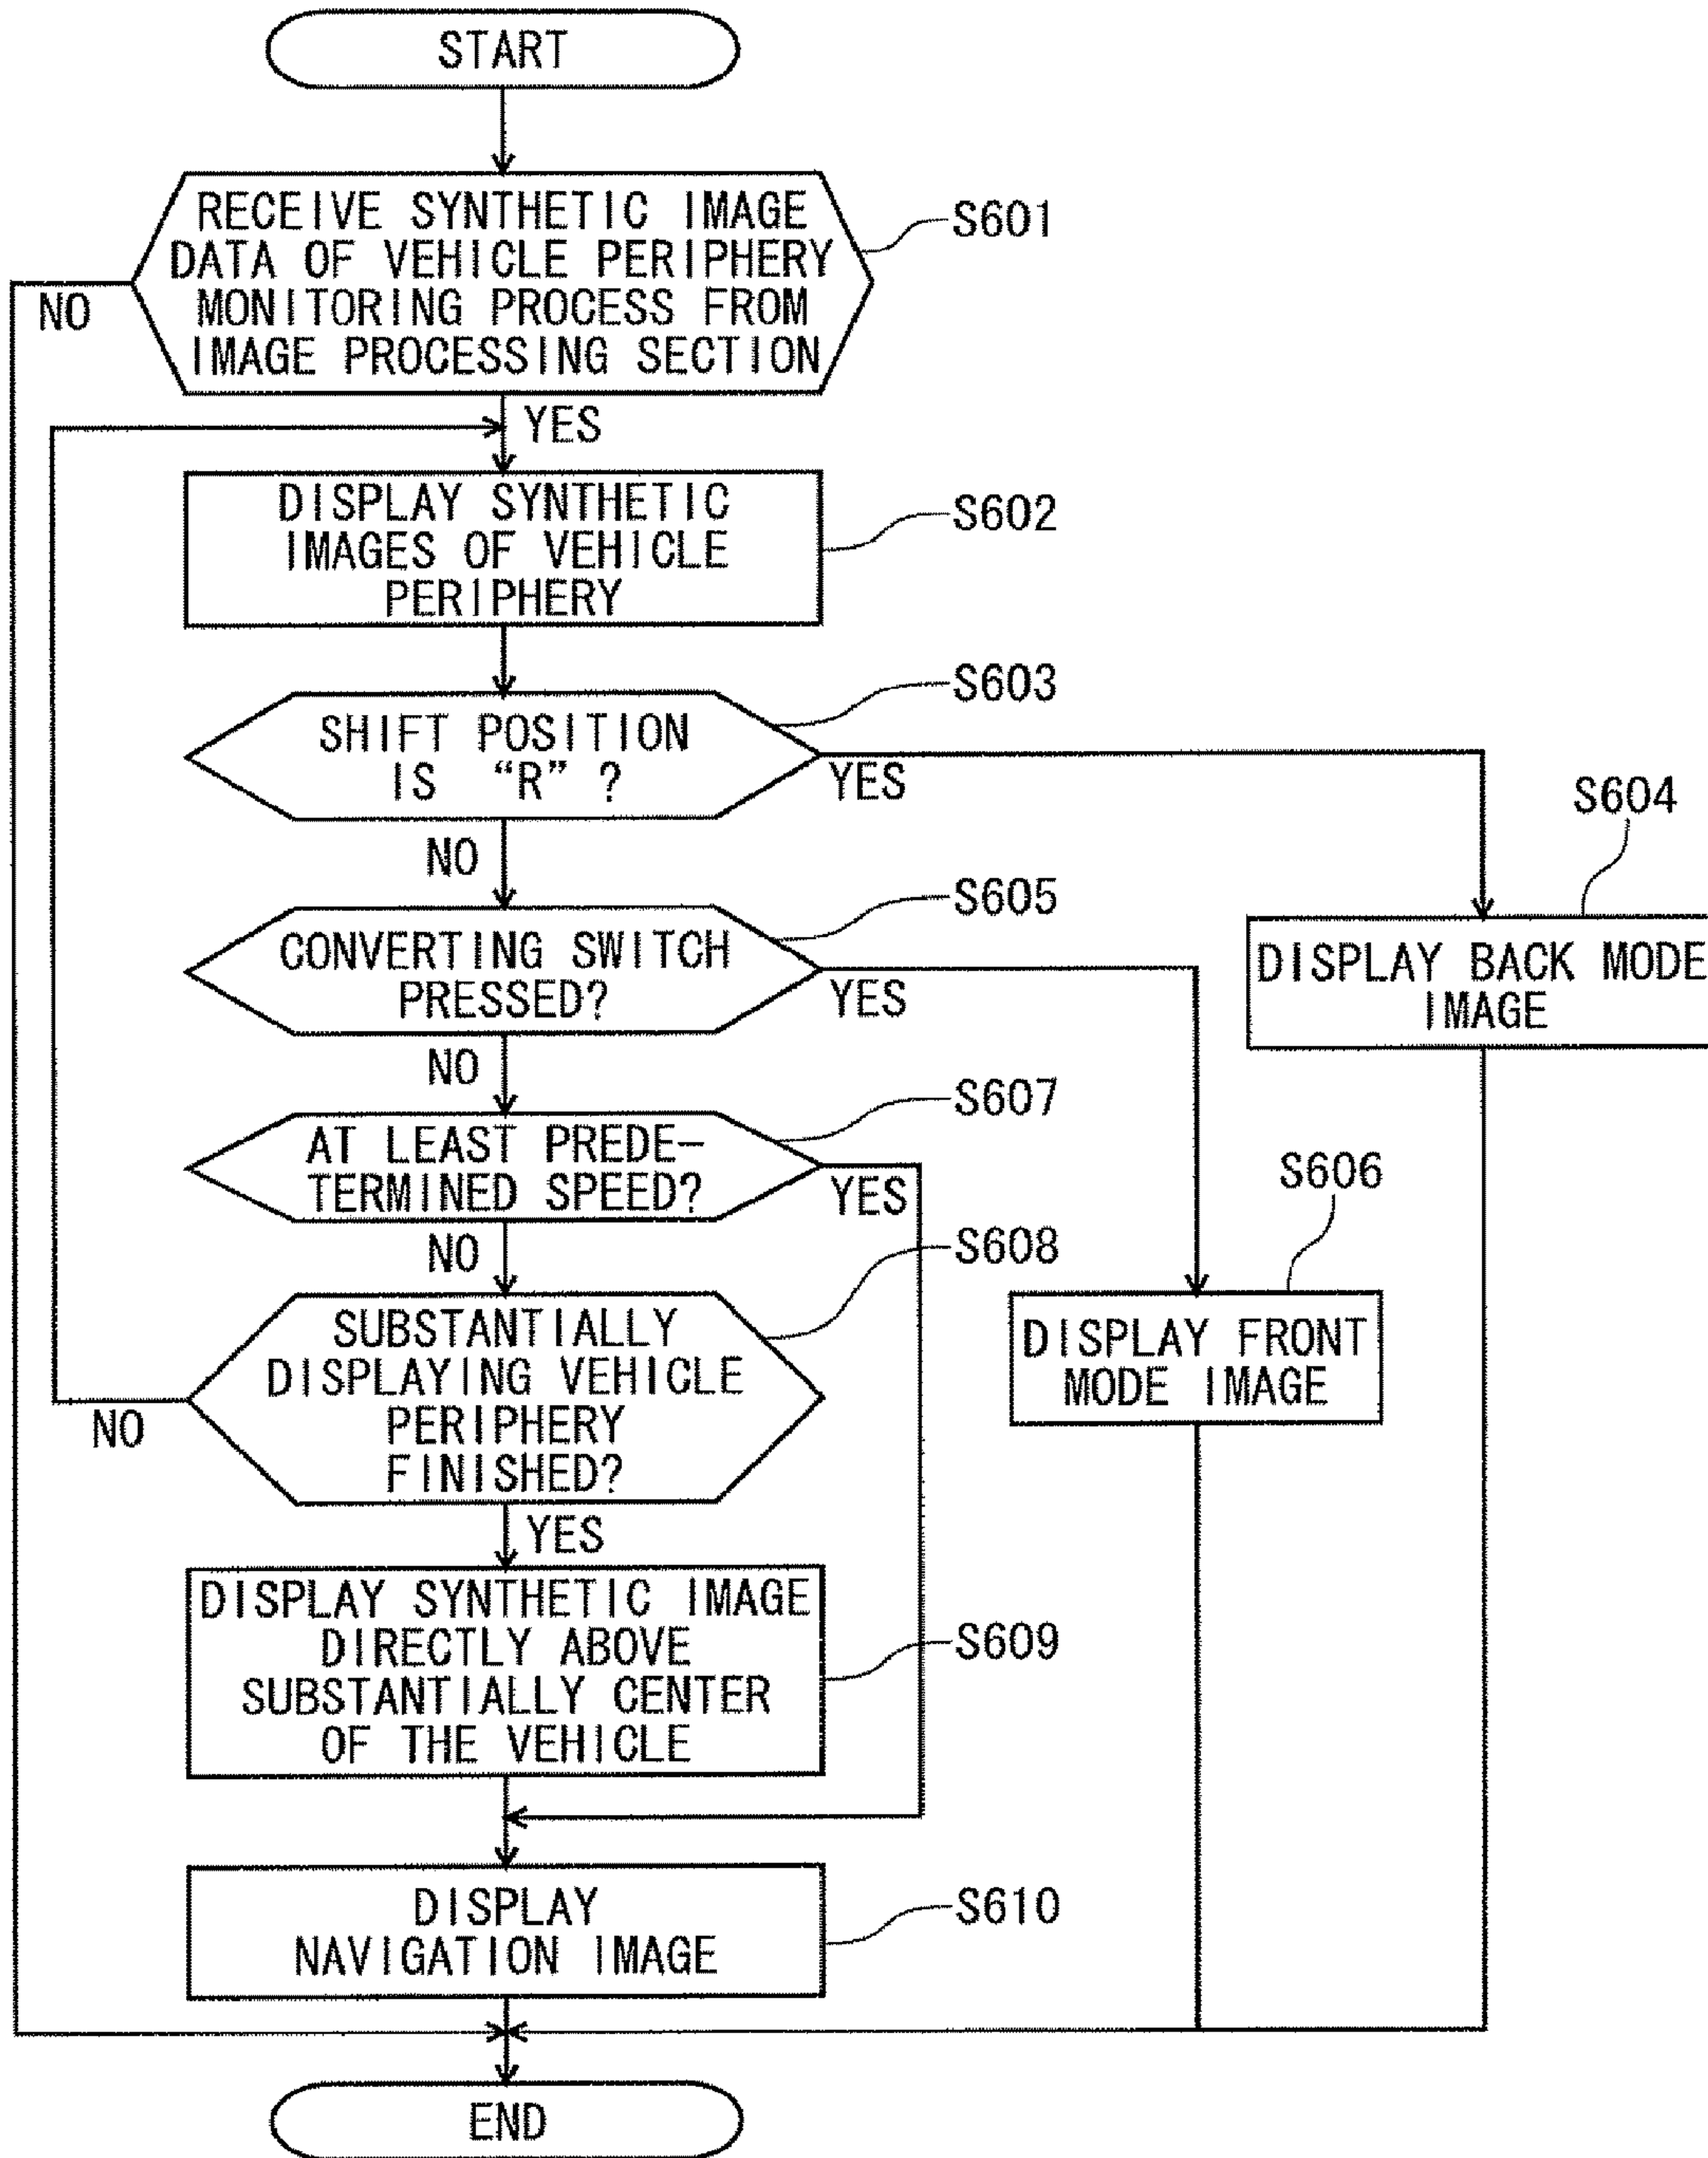 START
RECEIVE SYNTHETIC IMAGE
DATA OF VEHICLE PERIPHERY
MONITORING PROCESS FROM
IMAGE PROCESSING SECTION
S601
NO
YES
DISPLAY SYNTHETIC
IMAGES OF VEHICLE
PERIPHERY
S602
SHIFT POSITION
IS “R” ?
S603
YES
NO
S604
DISPLAY BACK MODE
IMAGE
CONVERTING SWITCH
PRESSED?
S605
YES
NO
S606
DISPLAY FRONT
MODE IMAGE
AT LEAST PREDE-
TERMINED SPEED?
S607
YES
NO
SUBSTANTIALLY
DISPLAYING VEHICLE
PERIPHERY
FINISHED?
S608
NO
YES
DISPLAY SYNTHETIC IMAGE
DIRECTLY ABOVE
SUBSTANTIALLY CENTER
OF THE VEHICLE
S609
DISPLAY
NAVIGATION IMAGE
S610
END